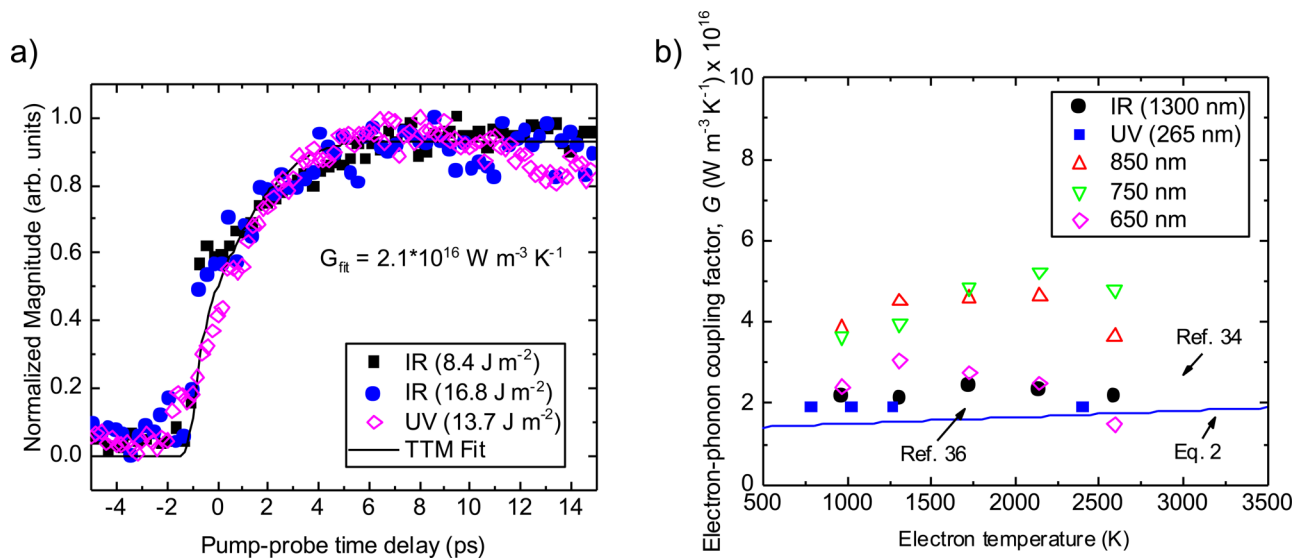 a)
Normalized Magnitude (arb. units)
1.0
0.8
0.6
0.4
0.2
0.0
G_fit = 2.1*10^16 W m^-3 K^-1
IR (8.4 J m^-2)
IR (16.8 J m^-2)
UV (13.7 J m^-2)
TTM Fit
-4 -2 0 2 4 6 8 10 12 14
Pump-probe time delay (ps)
b)
Electron-phonon coupling factor, G (W m^-3 K^-1) x 10^16
10
8
6
4
2
0
IR (1300 nm)
UV (265 nm)
850 nm
750 nm
650 nm
Ref. 34
Ref. 36
Eq. 2
500 1000 1500 2000 2500 3000 3500
Electron temperature (K)